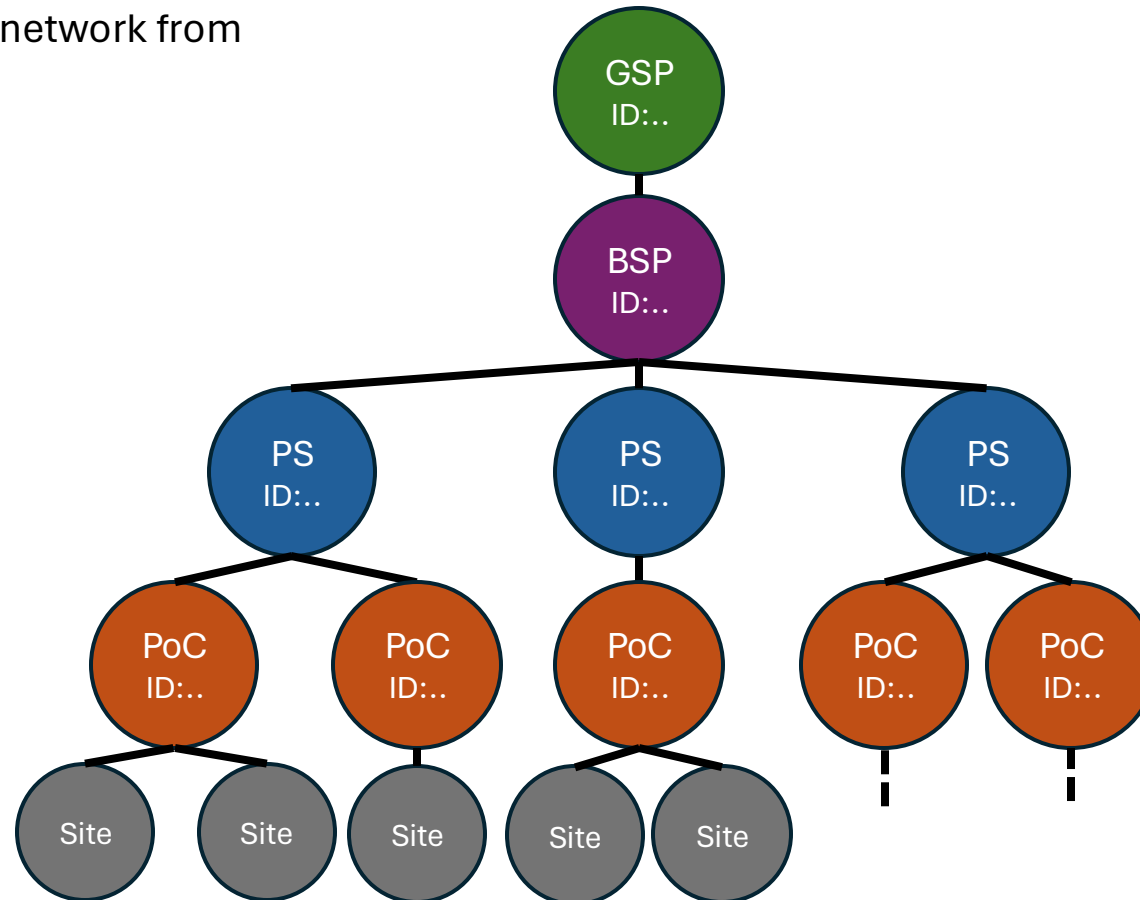 network from
GSP
ID:..
BSP
ID:..
PS
ID:..
PS
ID:..
PS
ID:..
PoC
ID:..
PoC
ID:..
PoC
ID:..
PoC
ID:..
PoC
ID:..
Site
Site
Site
Site
Site